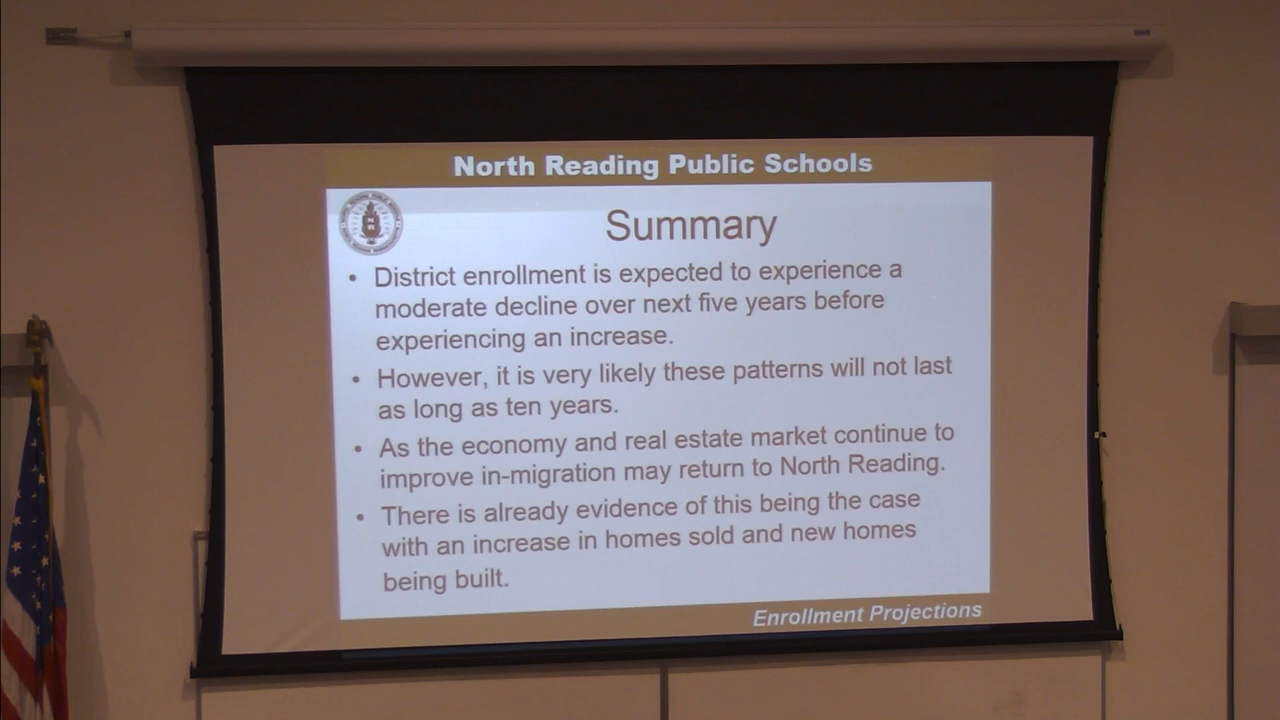 North Reading Public Schools
NR
Summary
• District enrollment is expected to experience a
moderate decline over next five years before
experiencing an increase.
• However, it is very likely these patterns will not last
as long as ten years.
• As the economy and real estate market continue to
improve in-migration may return to North Reading.
• There is already evidence of this being the case
with an increase in homes sold and new homes
being built.
Enrollment Projections